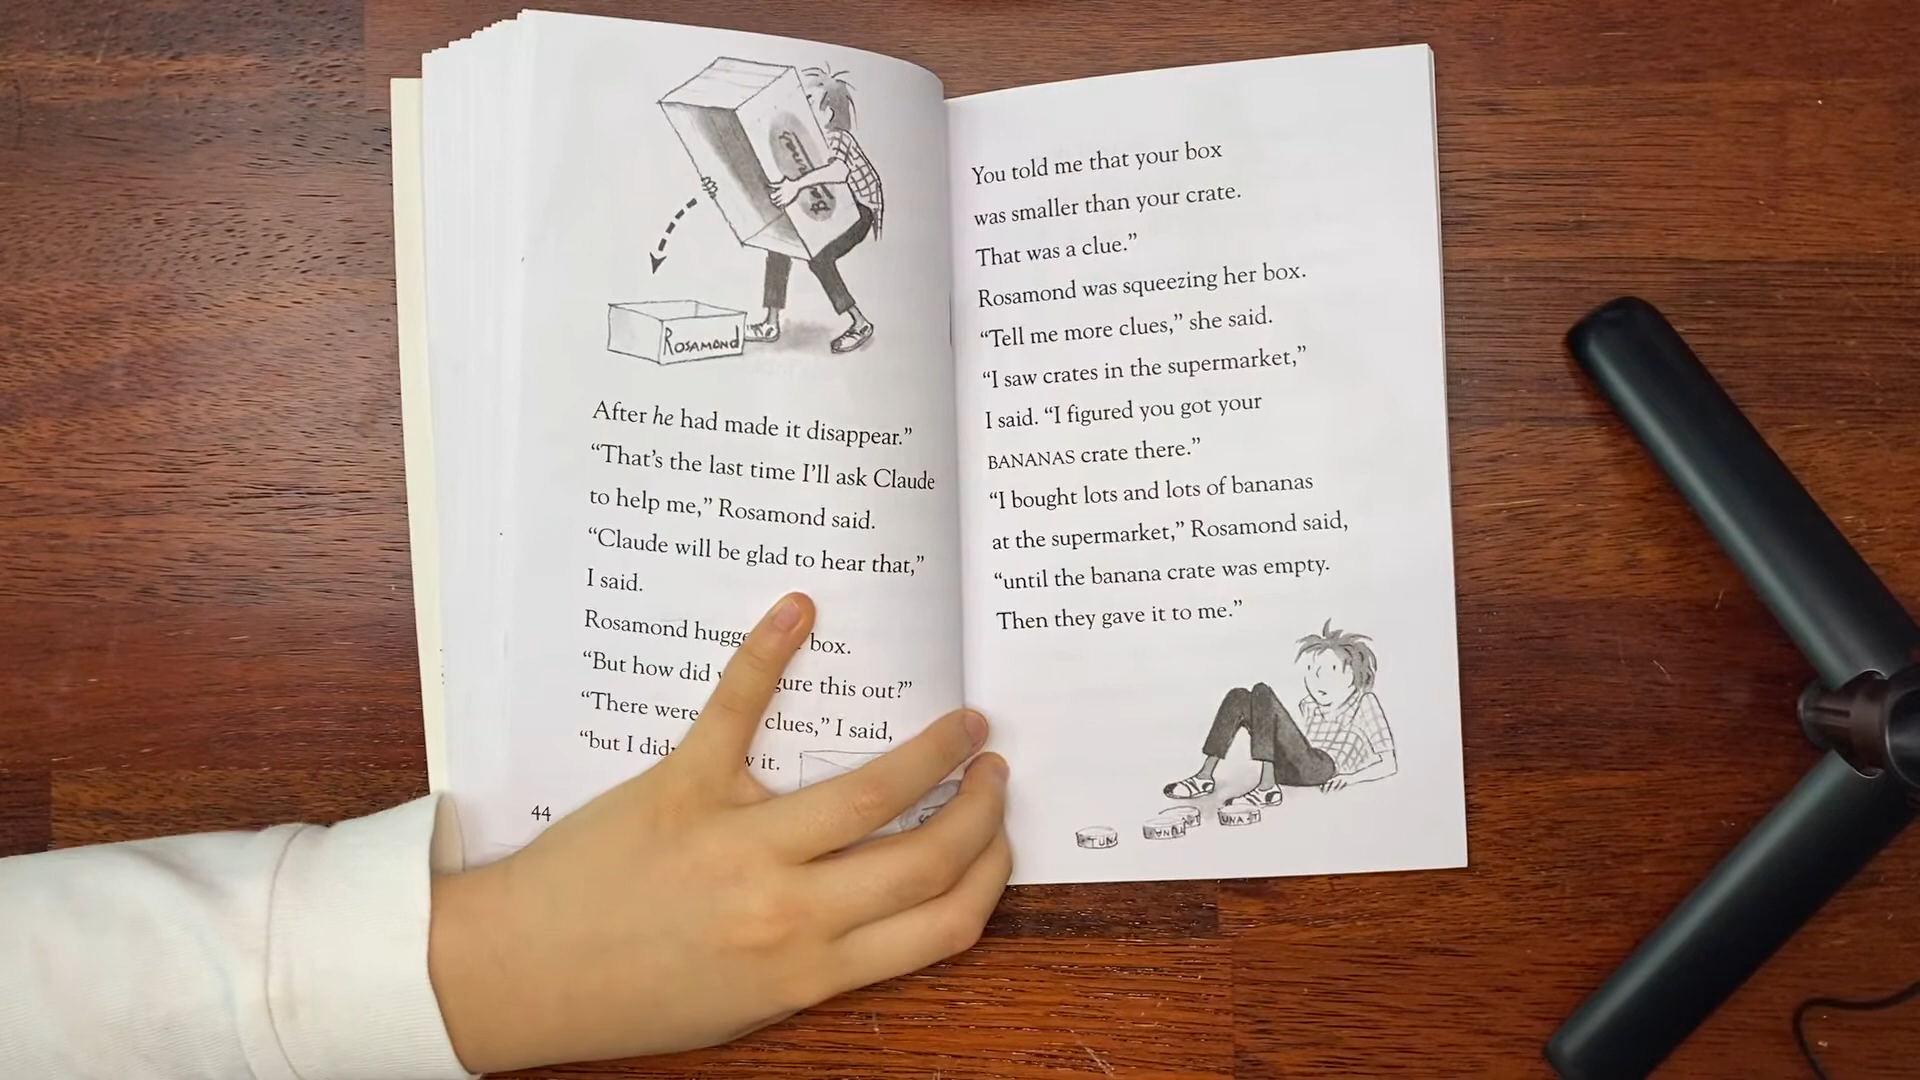 Bananas
ROSAMOND
After he had made it disappear.”
“That’s the last time I’ll ask Claude
to help me,” Rosamond said.
“Claude will be glad to hear that,”
I said.
Rosamond hugge box.
“But how did gure this out?”
“There were clues,” I said,
“but I did w it.
44
You told me that your box
was smaller than your crate.
That was a clue.”
Rosamond was squeezing her box.
“Tell me more clues,” she said.
“I saw crates in the supermarket,”
I said. “I figured you got your
BANANAS crate there.”
“I bought lots and lots of bananas
at the supermarket,” Rosamond said,
“until the banana crate was empty.
Then they gave it to me.”
TUN